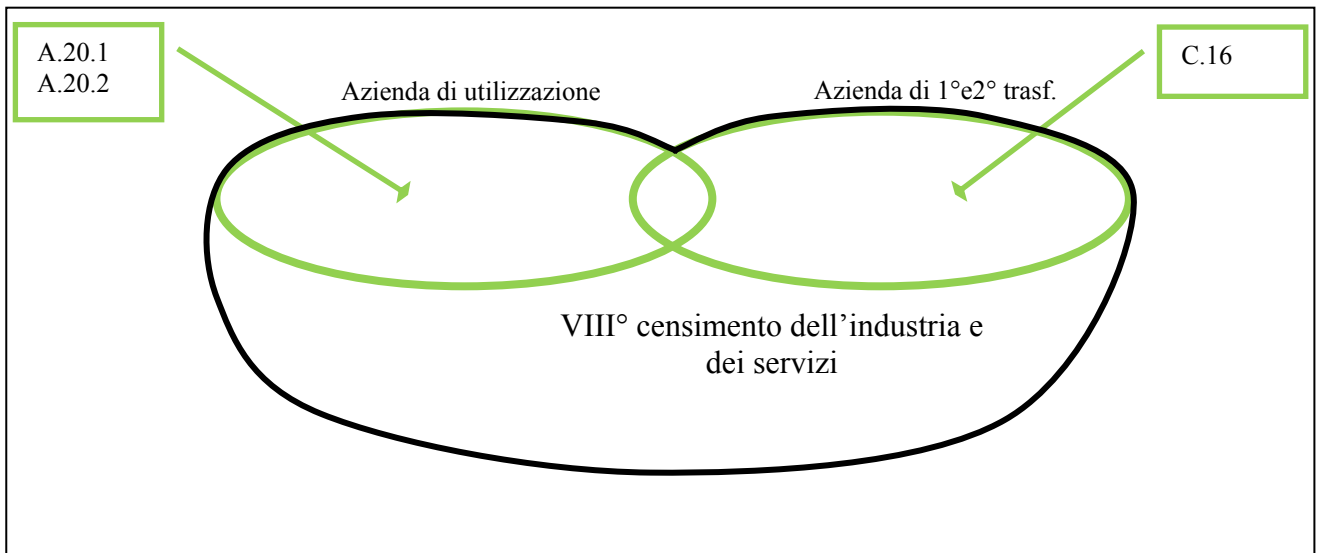 A.20.1
A.20.2
C.16
Azienda di utilizzazione
Azienda di 1°e2° trasf.
VIII° censimento dell’industria e
dei servizi